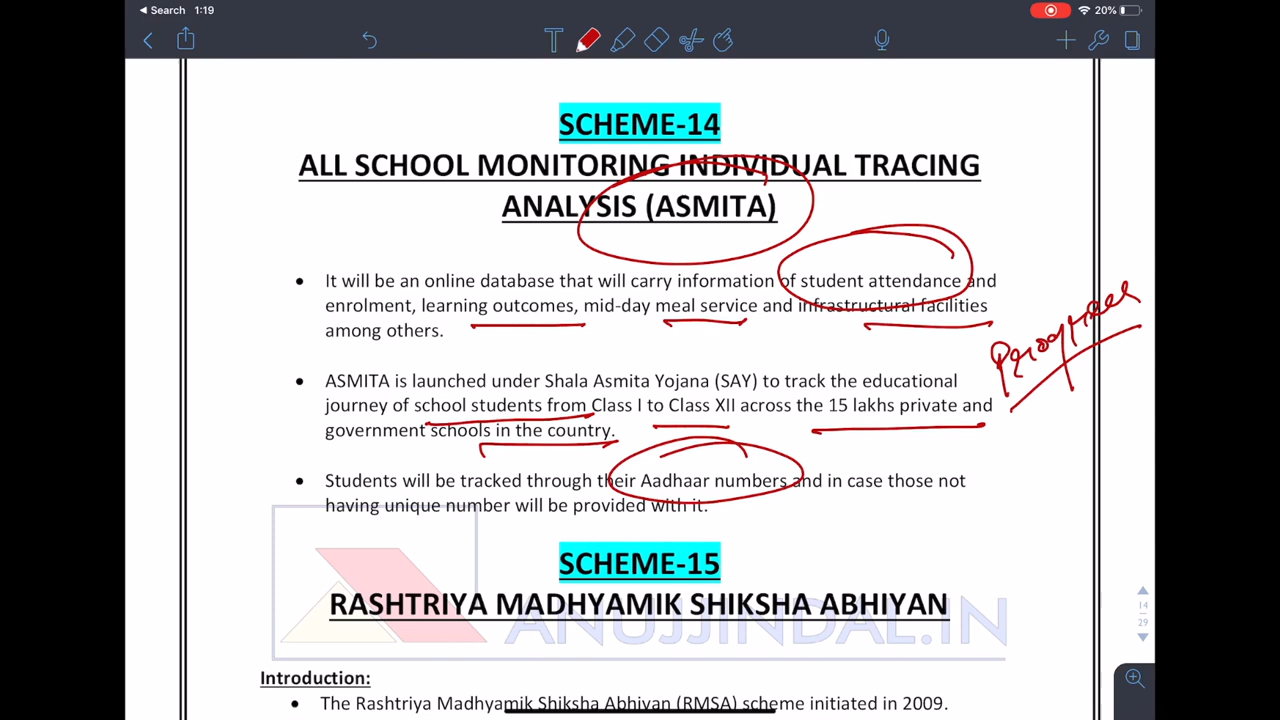 Search 1:19
20%
SCHEME-14
ALL SCHOOL MONITORING INDIVIDUAL TRACING
ANALYSIS (ASMITA)
• It will be an online database that will carry information of student attendance and
enrolment, learning outcomes, mid-day meal service and infrastructural facilities
among others.
Progress
• ASMITA is launched under Shala Asmita Yojana (SAY) to track the educational
journey of school students from Class I to Class XII across the 15 lakhs private and
government schools in the country.
• Students will be tracked through their Aadhaar numbers and in case those not
having unique number will be provided with it.
SCHEME-15
RASHTRIYA MADHYAMIK SHIKSHA ABHIYAN
ANUJJINDAL.IN
14
29
Introduction:
• The Rashtriya Madhyamik Shiksha Abhiyan (RMSA) scheme initiated in 2009.